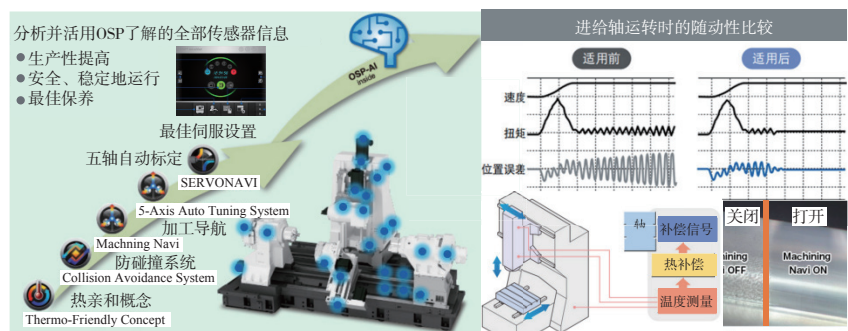 分析并活用OSP了解的全部传感器信息
●生产性提高
●安全、稳定地运行
●最佳保养
OSP-AI
inside
最佳伺服设置
SERVONAVI
五轴自动标定
5-Axis Auto Tuning System
加工导航
Machning Navi
防碰撞系统
Collision Avoidance System
热亲和概念
Thermo-Friendly Concept
进给轴运转时的随动性比较
适用前
适用后
速度
扭矩
位置误差
轴
补偿信号
热补偿
温度测量
关闭
打开
ining
i OFF
Machining
Navi ON